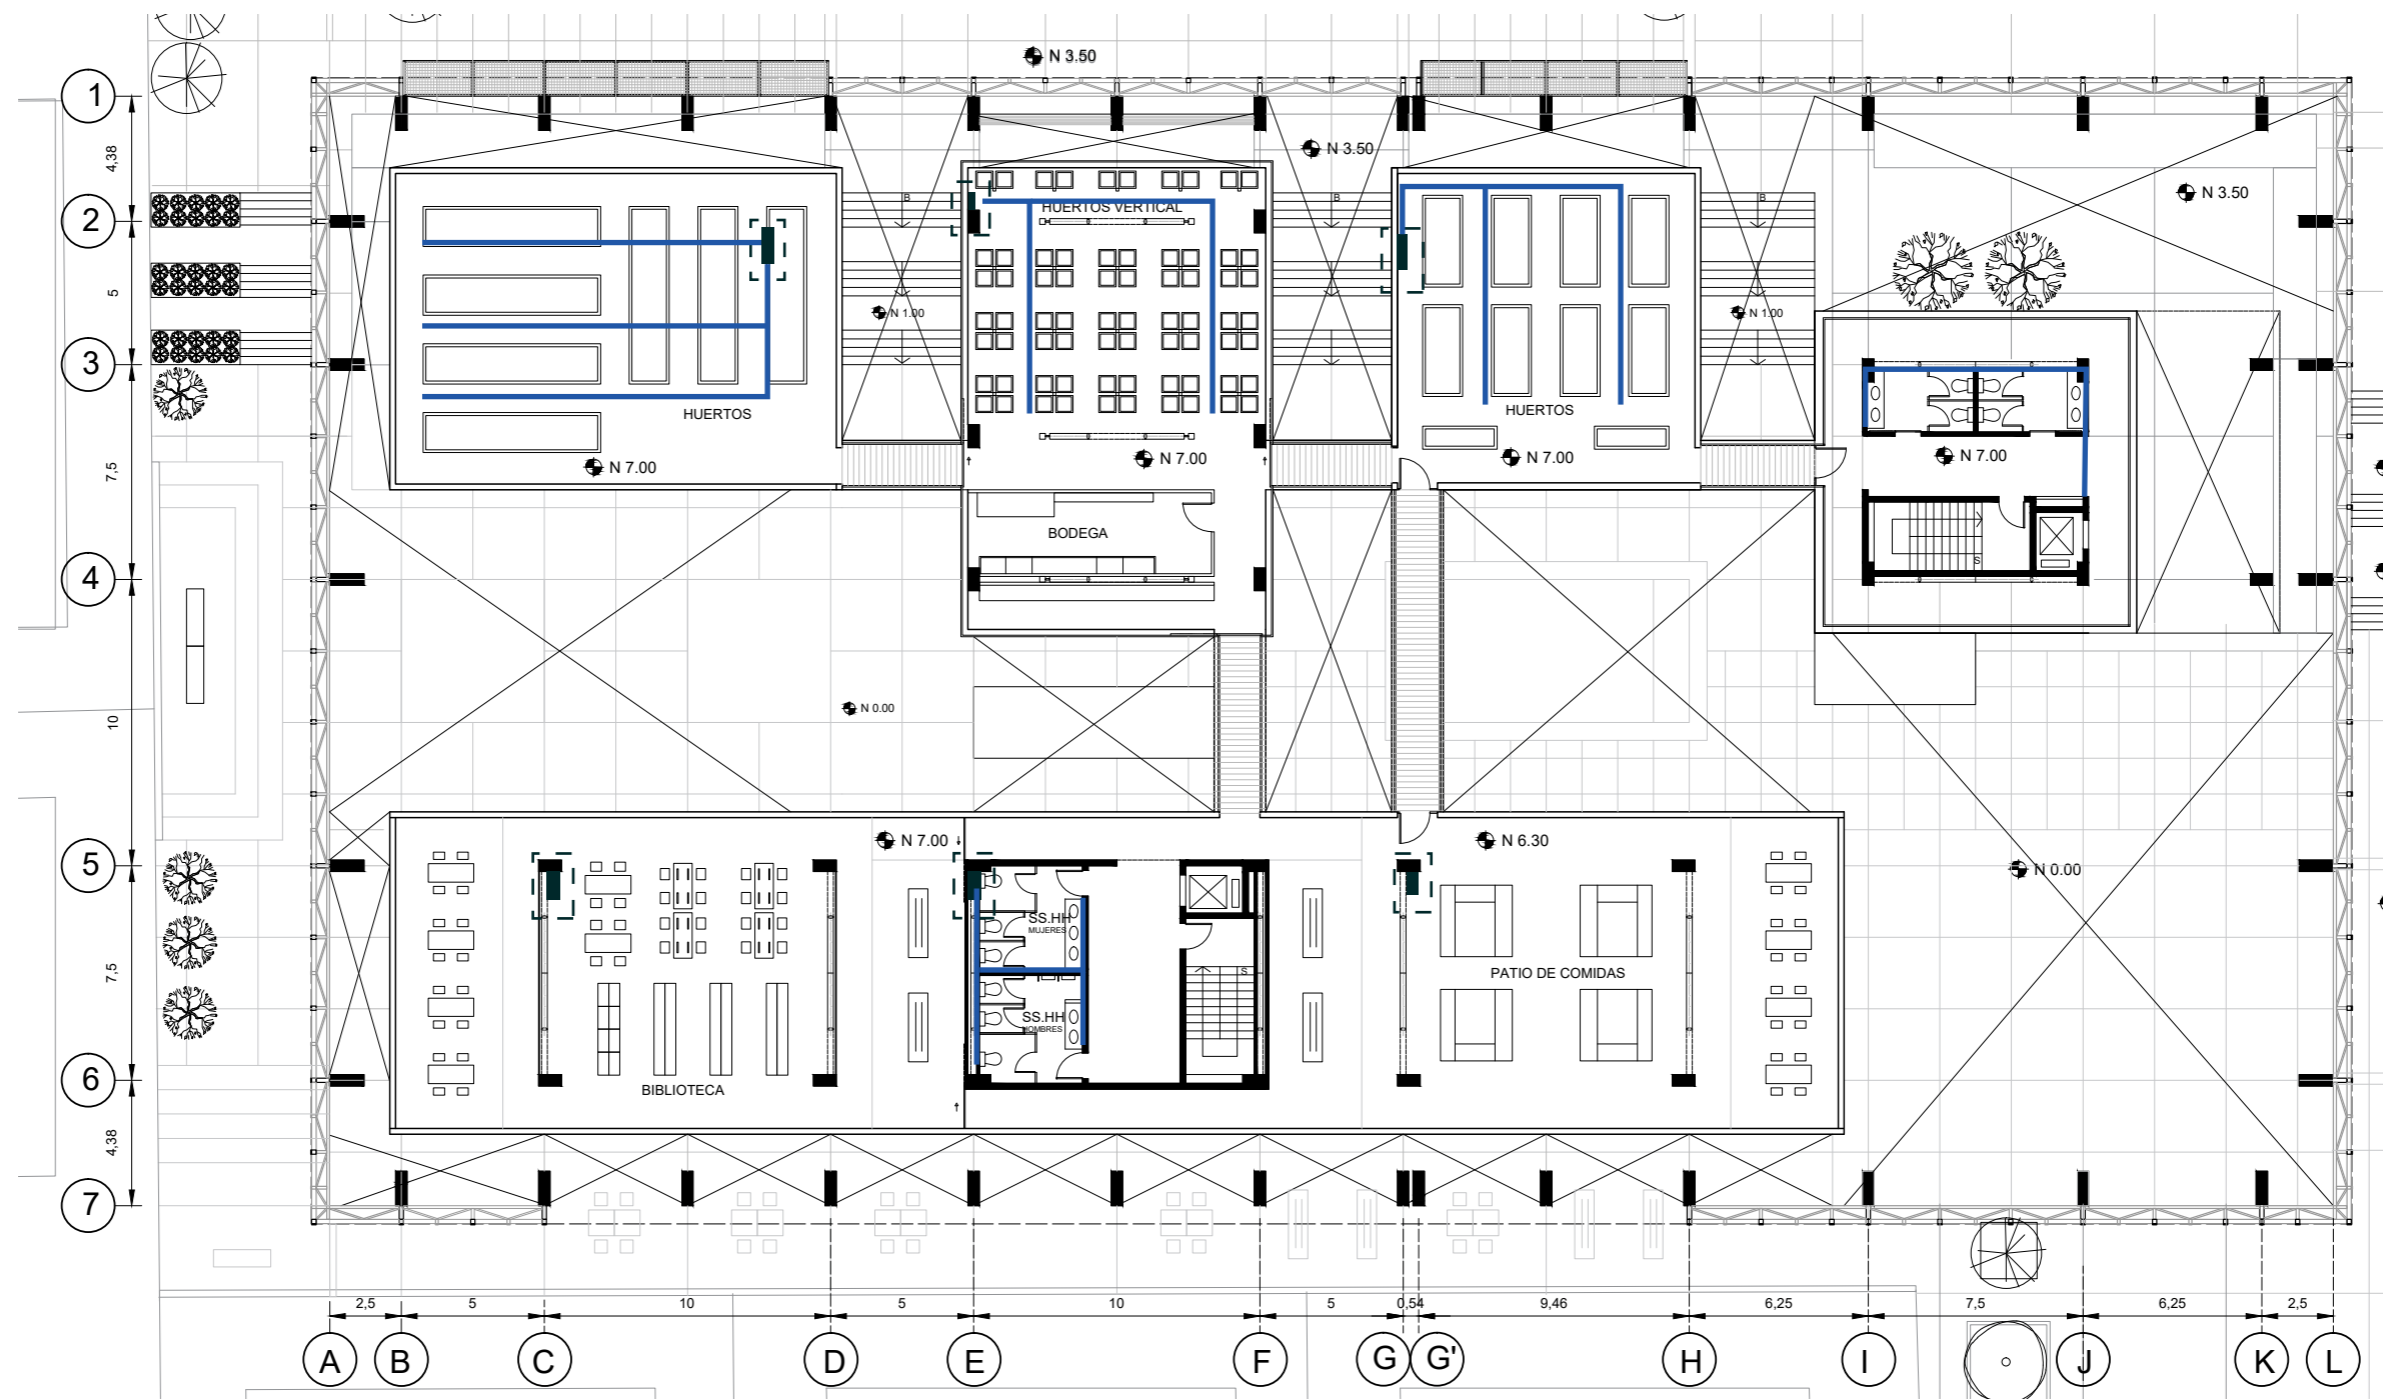 N 3.50
1
4,38
N 3.50
2
B
HUERTOS VERTICAL
B
B
N 3.50
5
N 1.00
N 1.00
3
HUERTOS
HUERTOS
7,5
N 7.00
N 7.00
N 7.00
N 7.00
BODEGA
S
4
10
N 0.00
5
N 7.00
N 6.30
N 0.00
SS.HH
MUJERES
7,5
S
PATIO DE COMIDAS
SS.HH
HOMBRES
6
BIBLIOTECA
4,38
7
2,5 5 10 5 10 5 0,54 9,46 6,25 7,5 6,25 2,5
A B C D E F G G' H I J K L